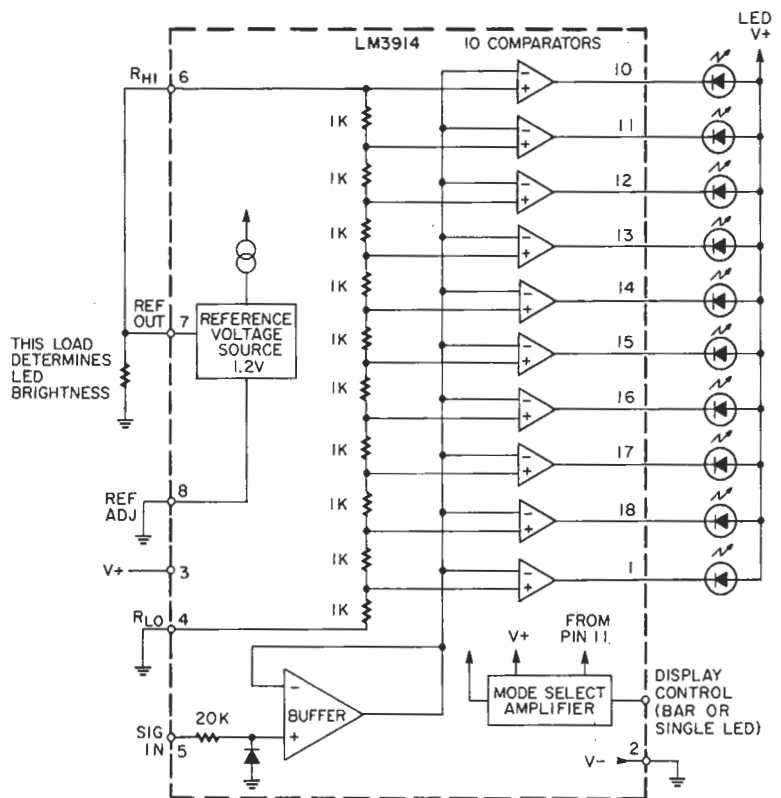 LM3914 10 COMPARATORS
LED
V+
RHI 6
10
1K
11
1K
12
1K
13
1K
14
1K
15
1K
16
1K
17
1K
18
1K
1
1K
REF
OUT 7
REFERENCE
VOLTAGE
SOURCE
1.2V
THIS LOAD
DETERMINES
LED
BRIGHTNESS
8
REF
ADJ
V+ 3
RLO 4
BUFFER
20K
SIG
IN 5
V+
FROM
PIN 11
MODE SELECT
AMPLIFIER
DISPLAY
CONTROL
(BAR OR
SINGLE LED)
V- 2
- +
- +
- +
- +
- +
- +
- +
- +
- +
- +
- +